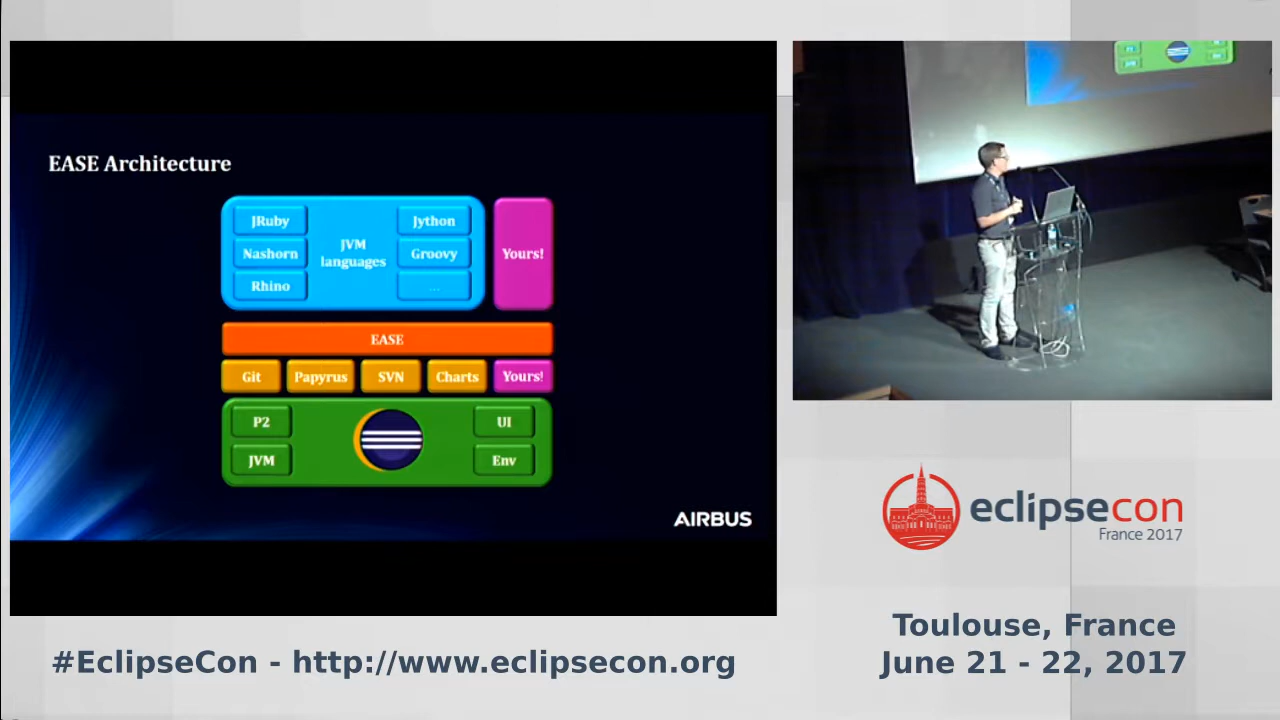 EASE Architecture
JRuby
Nashorn
Rhino
JVM
languages
Jython
Groovy
...
Yours!
EASE
Git
Papyrus
SVN
Charts
Yours!
P2
JVM
UI
Env
AIRBUS
eclipsecon
France 2017
Toulouse, France
June 21 - 22, 2017
#EclipseCon - http://www.eclipsecon.org